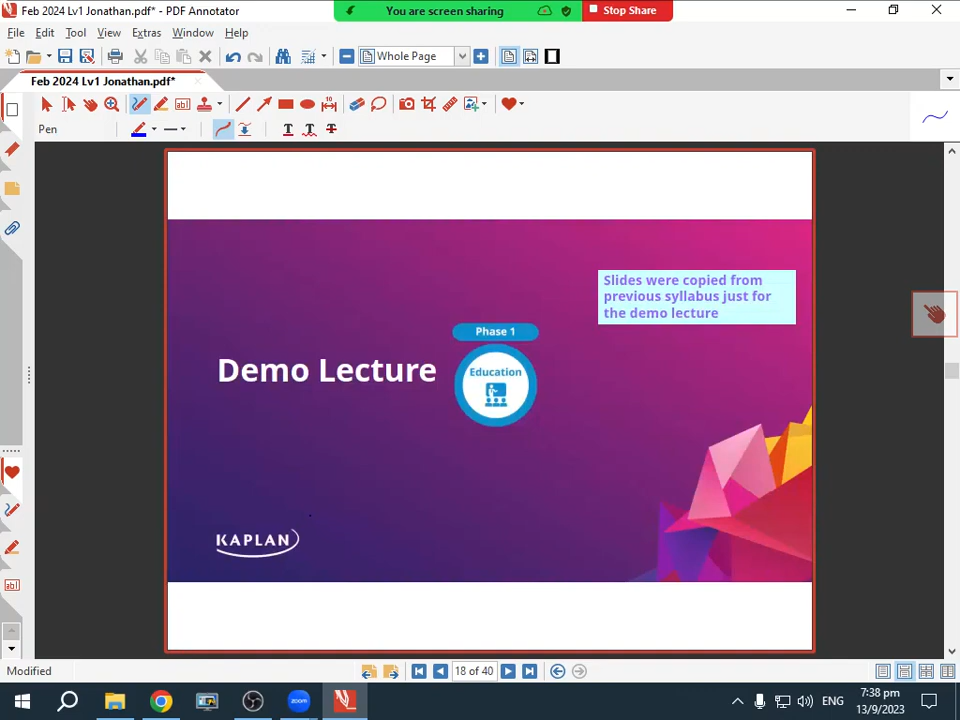 Feb 2024 Lv1 Jonathan.pdf* - PDF Annotator
You are screen sharing
Stop Share
File Edit Tool View Extras Window Help
Whole Page
Feb 2024 Lv1 Jonathan.pdf*
Pen
Slides were copied from
previous syllabus just for
the demo lecture
Phase 1
Demo Lecture
Education
KAPLAN
Modified
18 of 40
zoom
ENG
7:38 pm
13/9/2023